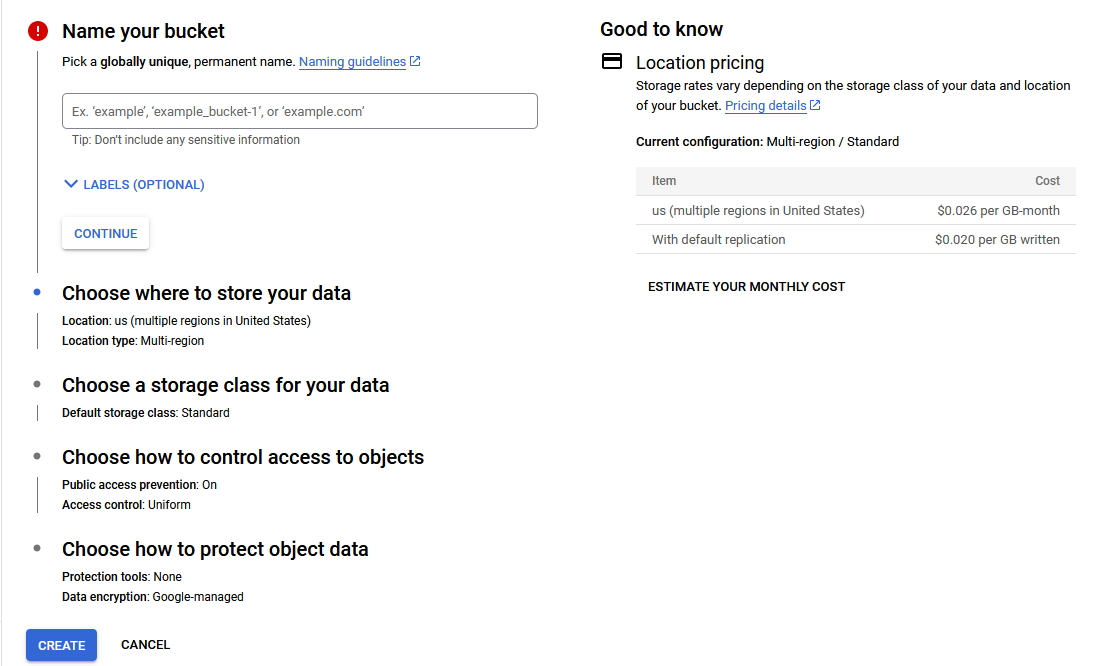 Name your bucket
Pick a globally unique, permanent name. Naming guidelines
Ex. ‘example’, ‘example_bucket-1’, or ‘example.com’
Tip: Don’t include any sensitive information
LABELS (OPTIONAL)
CONTINUE
Choose where to store your data
Location: us (multiple regions in United States)
Location type: Multi-region
Choose a storage class for your data
Default storage class: Standard
Choose how to control access to objects
Public access prevention: On
Access control: Uniform
Choose how to protect object data
Protection tools: None
Data encryption: Google-managed
CREATE CANCEL
Good to know
Location pricing
Storage rates vary depending on the storage class of your data and location
of your bucket. Pricing details
Current configuration: Multi-region / Standard
Item Cost
us (multiple regions in United States) $0.026 per GB-month
With default replication $0.020 per GB written
ESTIMATE YOUR MONTHLY COST